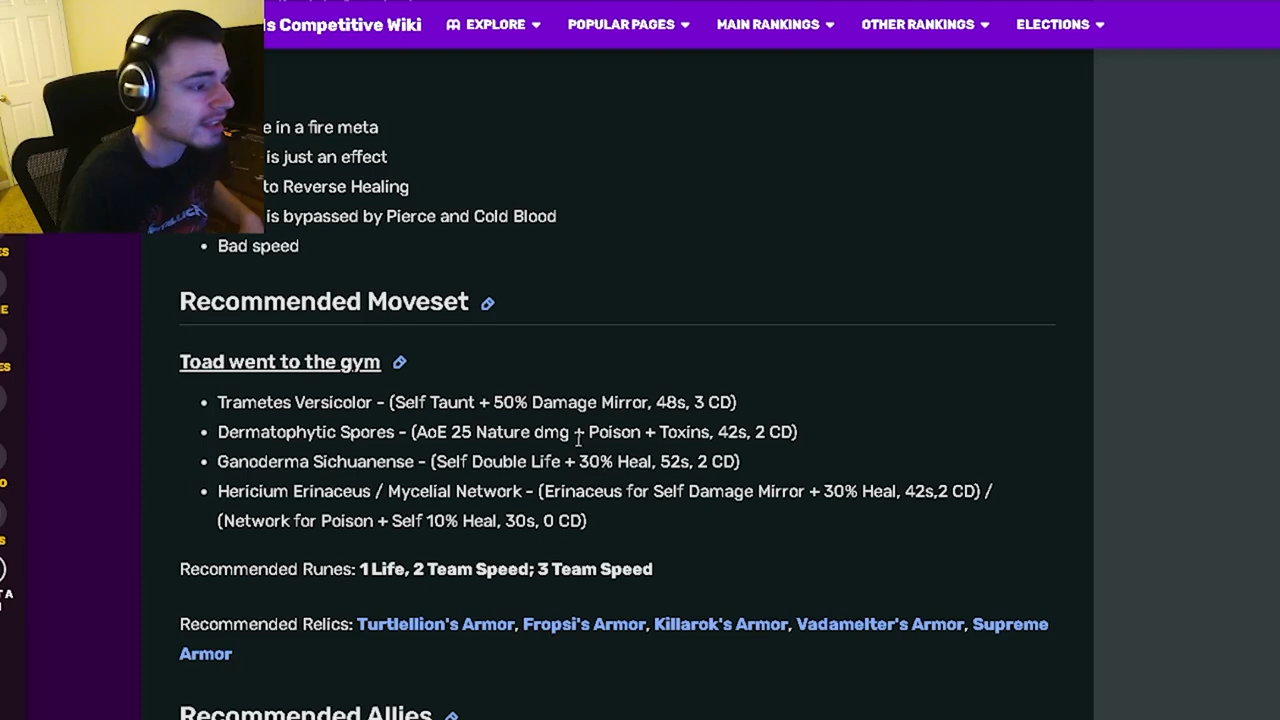 s Competitive Wiki
EXPLORE
POPULAR PAGES
MAIN RANKINGS
OTHER RANKINGS
ELECTIONS
e in a fire meta
is just an effect
to Reverse Healing
is bypassed by Pierce and Cold Blood
• Bad speed
Recommended Moveset
Toad went to the gym
• Trametes Versicolor - (Self Taunt + 50% Damage Mirror, 48s, 3 CD)
• Dermatophytic Spores - (AoE 25 Nature dmg + Poison + Toxins, 42s, 2 CD)
• Ganoderma Sichuanense - (Self Double Life + 30% Heal, 52s, 2 CD)
• Hericium Erinaceus / Mycelial Network - (Erinaceus for Self Damage Mirror + 30% Heal, 42s,2 CD) /
(Network for Poison + Self 10% Heal, 30s, 0 CD)
Recommended Runes: 1 Life, 2 Team Speed; 3 Team Speed
Recommended Relics: Turtlellion's Armor, Fropsi's Armor, Killarok's Armor, Vadamelter's Armor, Supreme
Armor
Recommended Allies